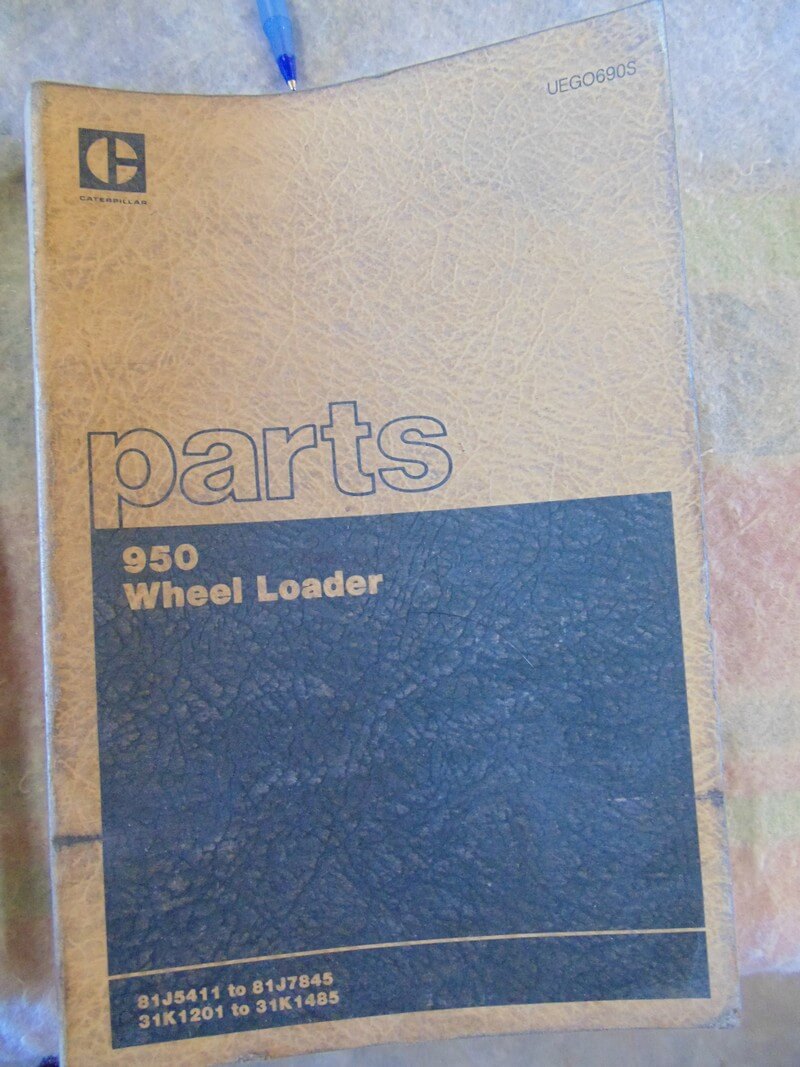 UEGO690S
CATERPILLAR
parts
950
Wheel Loader
81J5411 to 81J7845
31K1201 to 31K1485